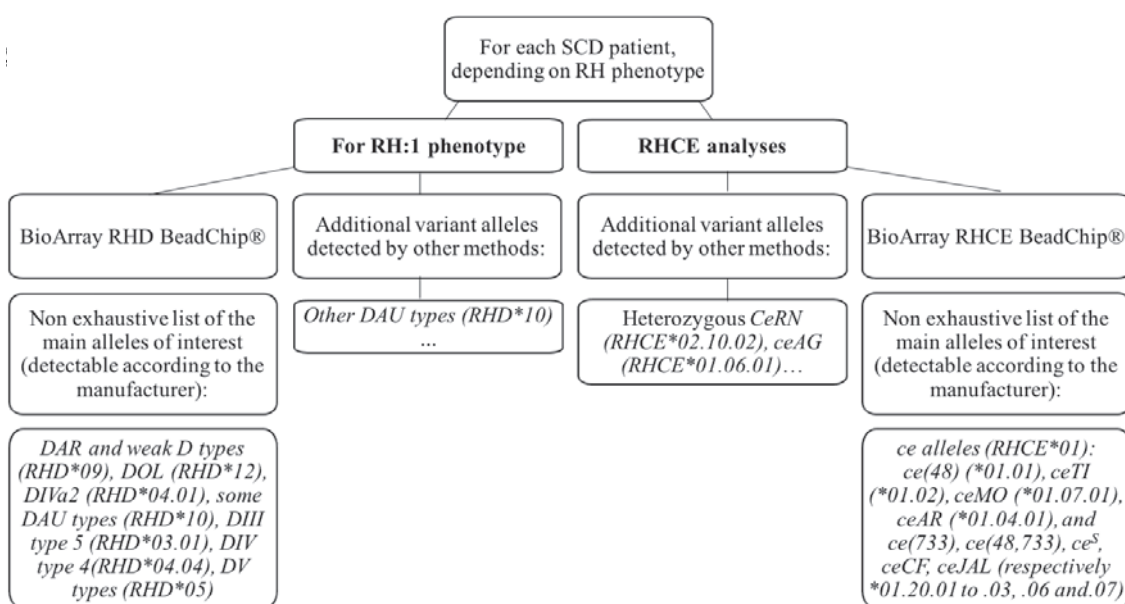 For each SCD patient,
depending on RH phenotype
For RH:1 phenotype
RHCE analyses
BioArray RHD BeadChip®
Additional variant alleles
detected by other methods:
Additional variant alleles
detected by other methods:
BioArray RHCE BeadChip®
Non exhaustive list of the
main alleles of interest
(detectable according to the
manufacturer):
Other DAU types (RHD*10)
...
Heterozygous CeRN
(RHCE*02.10.02), ceAG
(RHCE*01.06.01)...
Non exhaustive list of the
main alleles of interest
(detectable according to the
manufacturer):
DAR and weak D types
(RHD*09), DOL (RHD*12),
DIVa2 (RHD*04.01), some
DAU types (RHD*10), DIII
type 5 (RHD*03.01), DIV
type 4(RHD*04.04), DV
types (RHD*05)
ce alleles (RHCE*01):
ce(48) (*01.01), ceTI
(*01.02), ceMO (*01.07.01),
ceAR (*01.04.01), and
ce(733), ce(48,733), ceS,
ceCF, ceJAL (respectively
*01.20.01 to .03, .06 and.07)